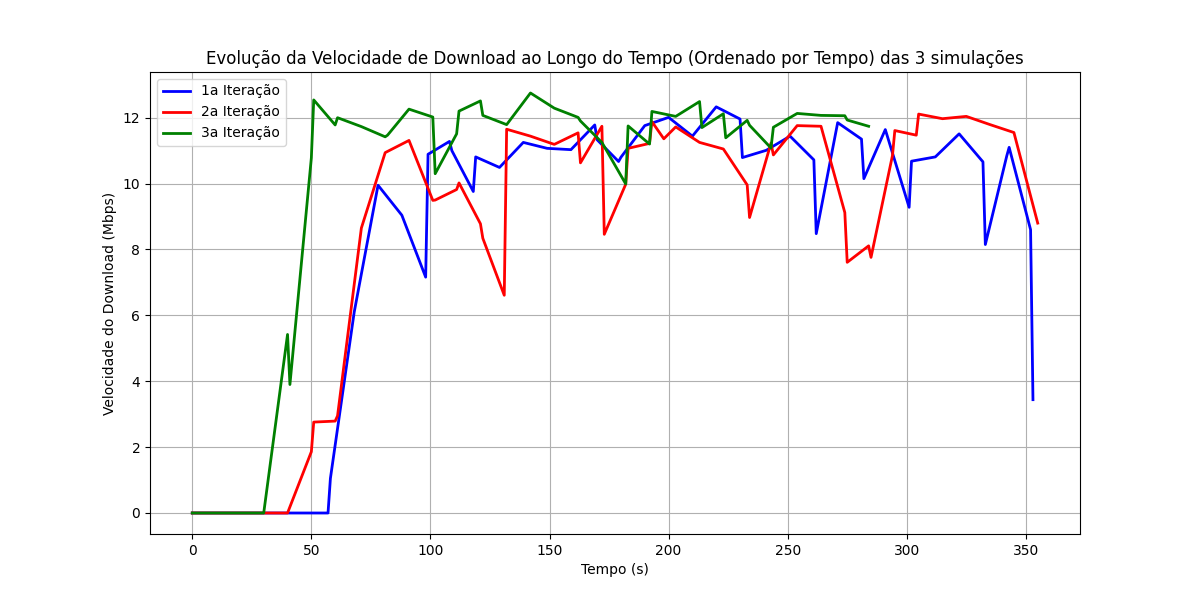 Evolução da Velocidade de Download ao Longo do Tempo (Ordenado por Tempo) das 3 simulações
1a Iteração
2a Iteração
3a Iteração
Velocidade do Download (Mbps)
12
10
8
6
4
2
0
0 50 100 150 200 250 300 350
Tempo (s)